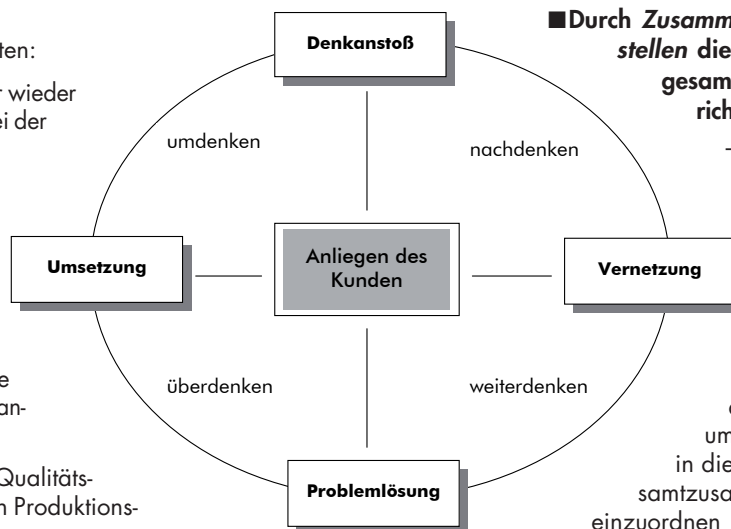 ten:
wieder
ei der
Denkanstoß
■Durch Zusamm
stellen die
gesam
rich
umdenken
nachdenken
Umsetzung
Anliegen des
Kunden
Vernetzung
e
an-
Qualitäts-
n Produktions-
überdenken
weiterdenken
Problemlösung
um
in die
samtzusa
einzuordnen